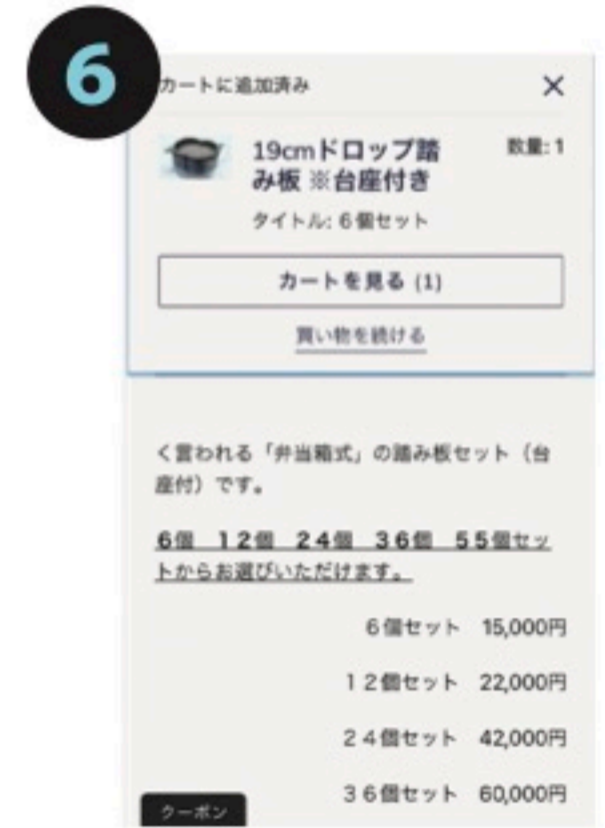 6
カートに追加済み
19cmドロップ踏
み板 ※台座付き
数量: 1
タイトル: 6個セット
カートを見る (1)
買い物を続ける
く言われる「弁当箱式」の踏み板セット（台
座付）です。
6個　12個　24個　36個　55個セッ
トからお選びいただけます。
6個セット　15,000円
12個セット　22,000円
24個セット　42,000円
36個セット　60,000円
クーポン